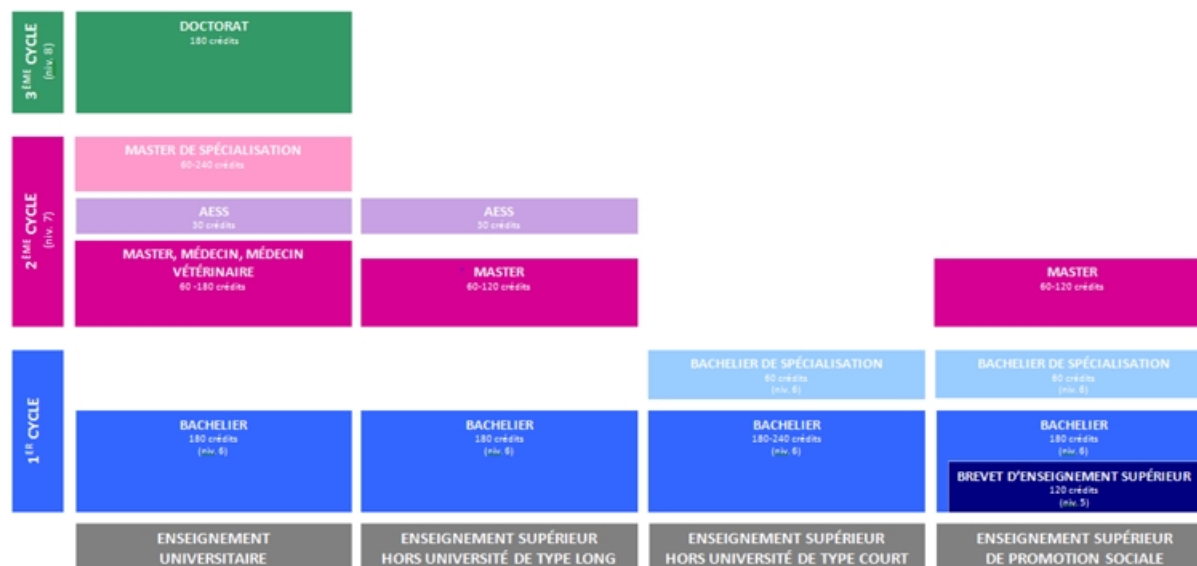 3ÈME CYCLE
(niv. 8)
DOCTORAT
180 crédits
2ÈME CYCLE
(niv. 7)
MASTER DE SPÉCIALISATION
60-240 crédits
AESS
30 crédits
AESS
30 crédits
MASTER, MÉDECIN, MÉDECIN
VÉTÉRINAIRE
60 -180 crédits
MASTER
60-120 crédits
MASTER
60-120 crédits
1ER CYCLE
BACHELIER DE SPÉCIALISATION
60 crédits
(niv. 6)
BACHELIER DE SPÉCIALISATION
60 crédits
(niv. 6)
BACHELIER
180 crédits
(niv. 6)
BACHELIER
180 crédits
(niv. 6)
BACHELIER
180-240 crédits
(niv. 6)
BACHELIER
180 crédits
(niv. 6)
BREVET D'ENSEIGNEMENT SUPÉRIEUR
120 crédits
(niv. 5)
ENSEIGNEMENT
UNIVERSITAIRE
ENSEIGNEMENT SUPÉRIEUR
HORS UNIVERSITÉ DE TYPE LONG
ENSEIGNEMENT SUPÉRIEUR
HORS UNIVERSITÉ DE TYPE COURT
ENSEIGNEMENT SUPÉRIEUR
DE PROMOTION SOCIALE